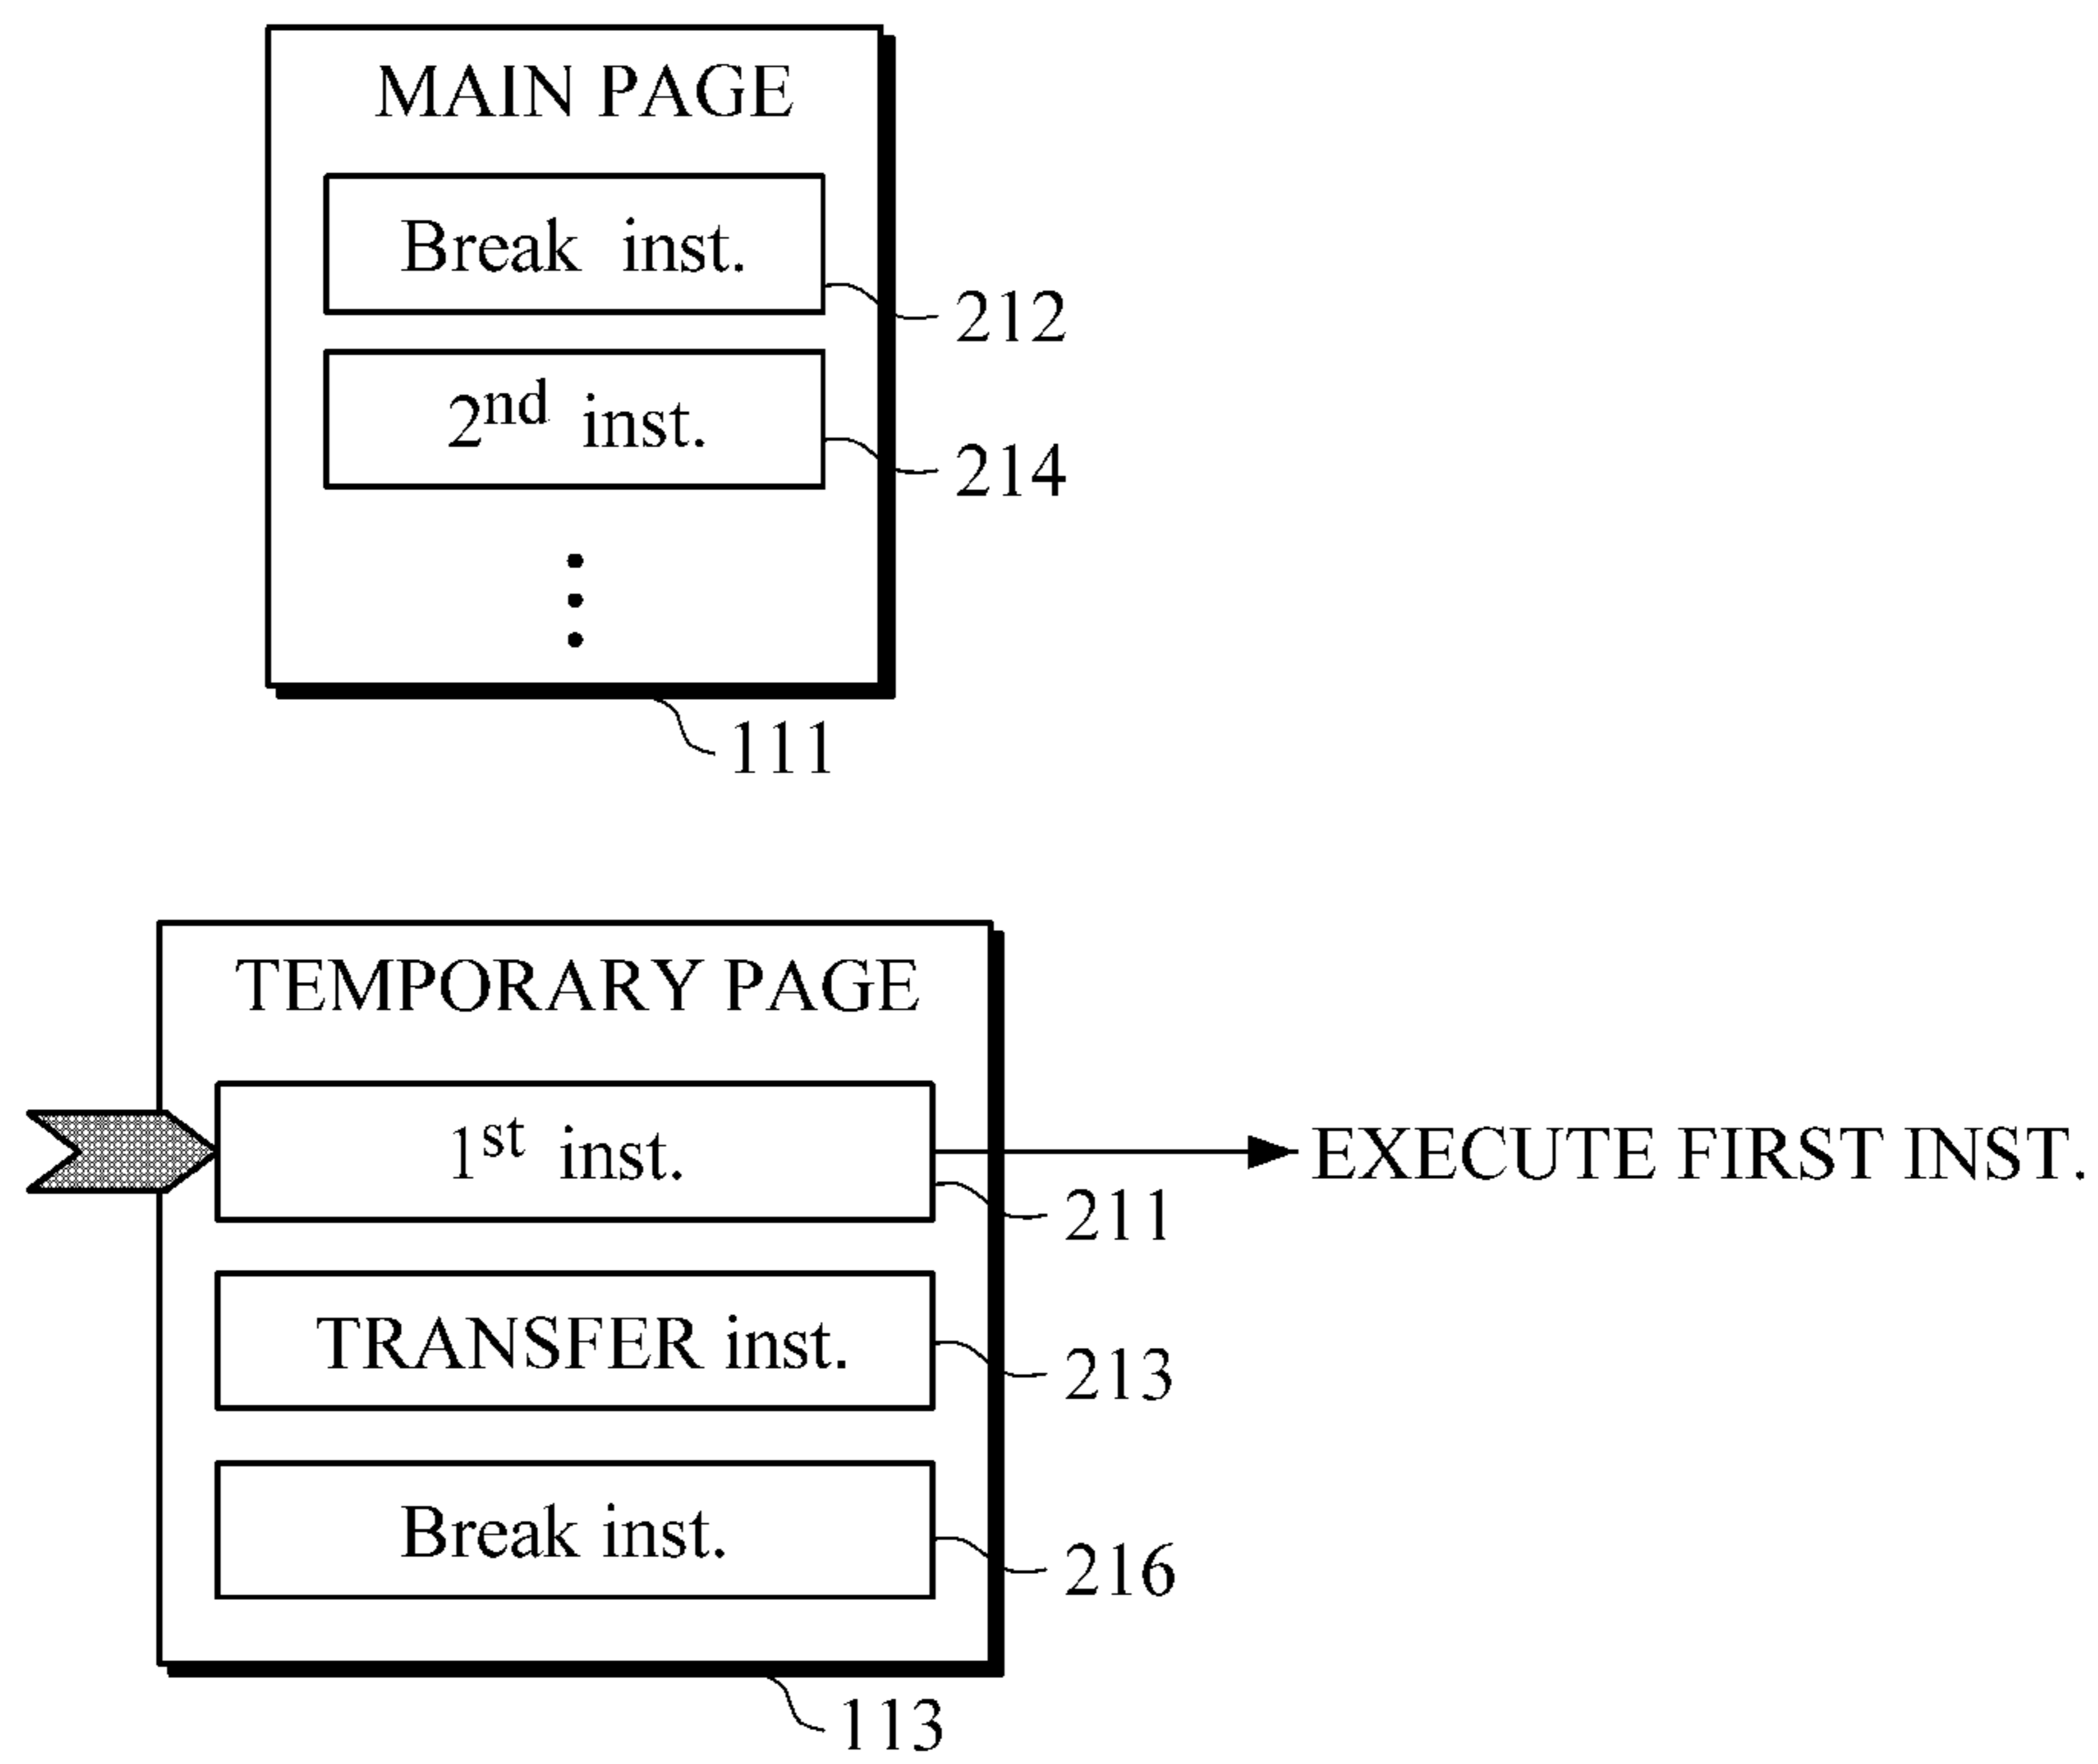 MAIN PAGE
Break inst.
212
2nd inst.
214
111
TEMPORARY PAGE
1st inst.
EXECUTE FIRST INST.
211
TRANSFER inst.
213
Break inst.
216
113